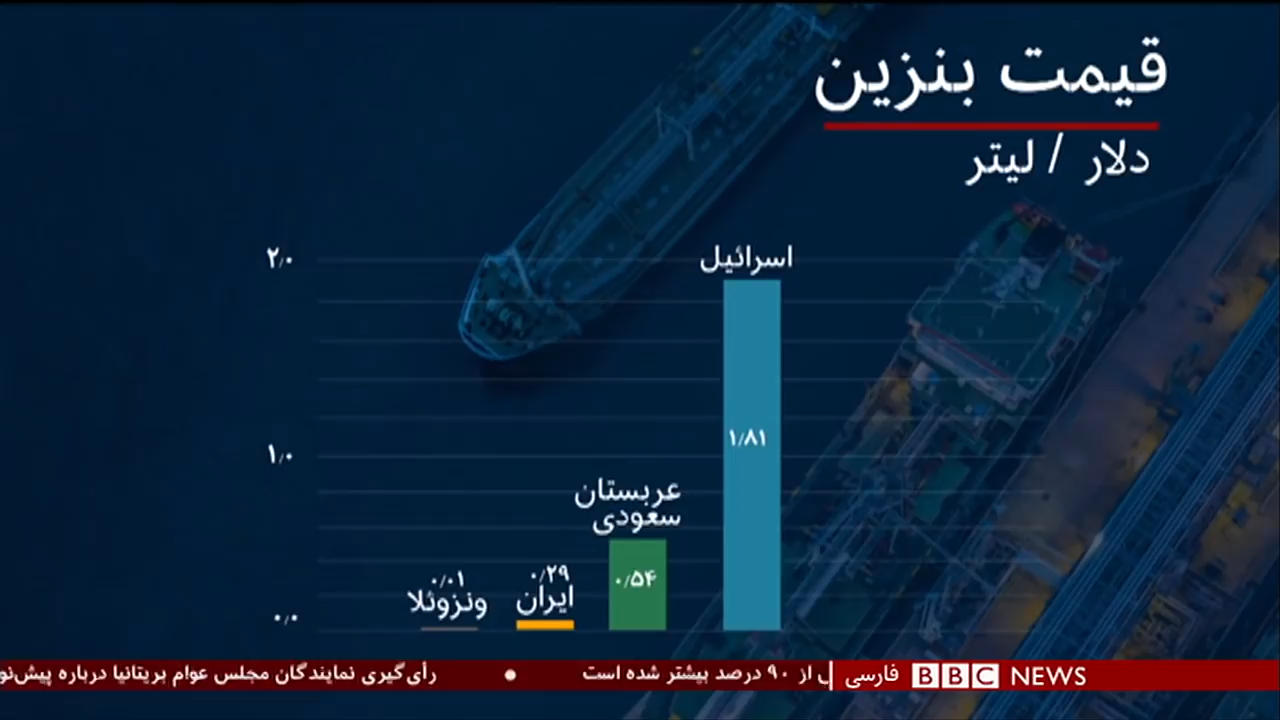 قیمت بنزین
دلار / لیتر
۲٫۰
اسرائیل
۱٫۸۱
۱٫۰
عربستان
سعودی
۰٫۵۴
۰٫۲۹
ایران
۰٫۰۱
ونزوئلا
۰٫۰
BBC NEWS فارسی
از ۹۰ درصد بیشتر شده است • رأی‌گیری نمایندگان مجلس عوام بریتانیا درباره